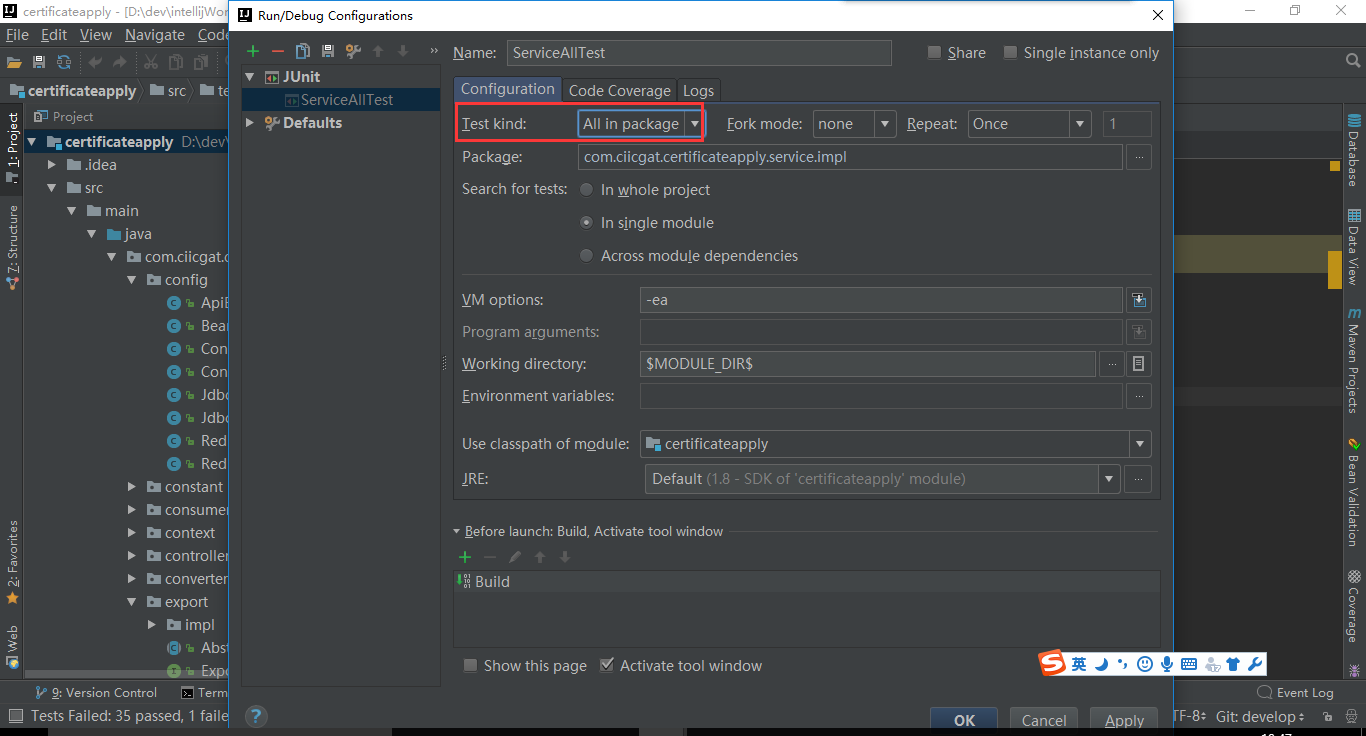 certificateapply - [D:\dev\intellijWor
Run/Debug Configurations
File Edit View Navigate Code
certificateapply src te
Project
certificateapply D:\dev\
.idea
src
main
java
com.ciicgat.c
config
ApiE
Bear
Con
Con
Jdbc
Jdbc
Red
Red
constant
consumer
context
controller
converter
export
impl
Abst
Expo
1: Project
7: Structure
2: Favorites
Web
JUnit
ServiceAllTest
Defaults
Name: ServiceAllTest
Share
Single instance only
Configuration Code Coverage Logs
Test kind: All in package Fork mode: none Repeat: Once 1
Package: com.ciicgat.certificateapply.service.impl
Search for tests: In whole project
In single module
Across module dependencies
VM options: -ea
Program arguments:
Working directory: $MODULE_DIR$
Environment variables:
Use classpath of module: certificateapply
JRE: Default (1.8 - SDK of 'certificateapply' module)
Before launch: Build, Activate tool window
Build
Show this page Activate tool window
OK Cancel Apply
Database
Data View
Maven Projects
Bean Validation
Coverage
英
9: Version Control Term
Event Log
Tests Failed: 35 passed, 1 faile
TF-8 Git: develop